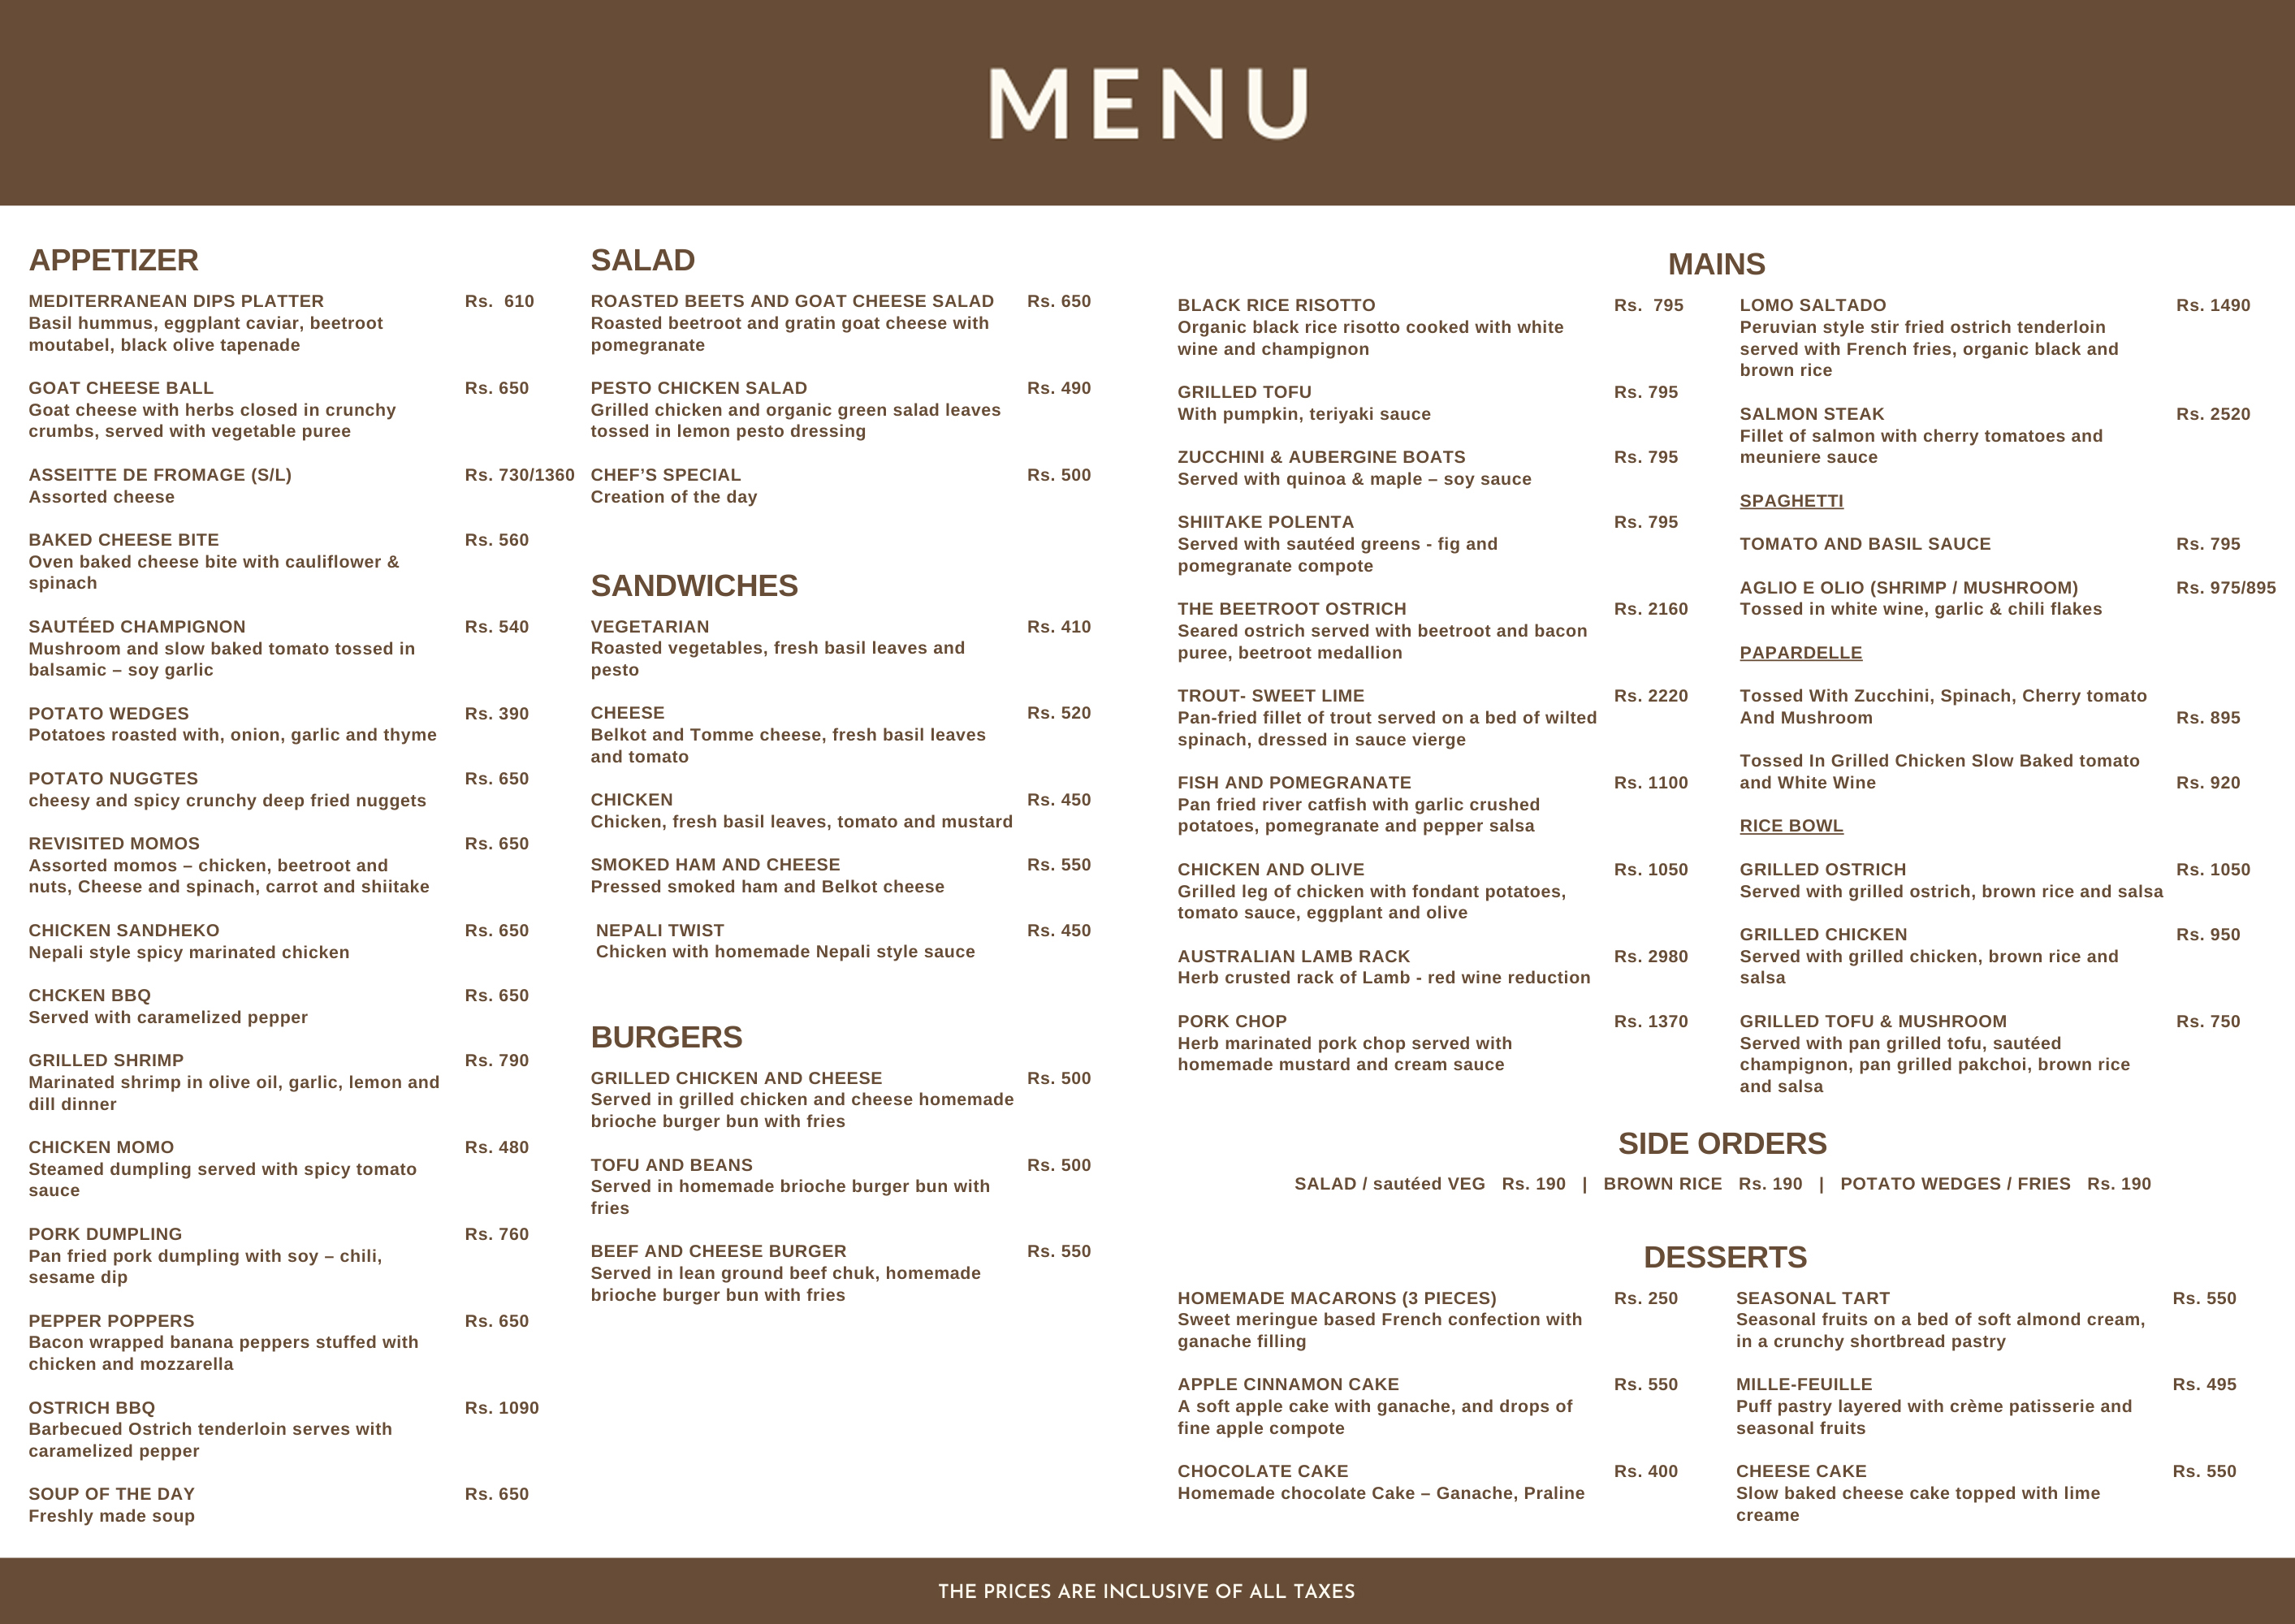 MENU
APPETIZER
MEDITERRANEAN DIPS PLATTER Rs. 610
Basil hummus, eggplant caviar, beetroot
moutabel, black olive tapenade
GOAT CHEESE BALL Rs. 650
Goat cheese with herbs closed in crunchy
crumbs, served with vegetable puree
ASSEITTE DE FROMAGE (S/L) Rs. 730/1360
Assorted cheese
BAKED CHEESE BITE Rs. 560
Oven baked cheese bite with cauliflower &
spinach
SAUTÉED CHAMPIGNON Rs. 540
Mushroom and slow baked tomato tossed in
balsamic – soy garlic
POTATO WEDGES Rs. 390
Potatoes roasted with, onion, garlic and thyme
POTATO NUGGTES Rs. 650
cheesy and spicy crunchy deep fried nuggets
REVISITED MOMOS Rs. 650
Assorted momos – chicken, beetroot and
nuts, Cheese and spinach, carrot and shiitake
CHICKEN SANDHEKO Rs. 650
Nepali style spicy marinated chicken
CHCKEN BBQ Rs. 650
Served with caramelized pepper
GRILLED SHRIMP Rs. 790
Marinated shrimp in olive oil, garlic, lemon and
dill dinner
CHICKEN MOMO Rs. 480
Steamed dumpling served with spicy tomato
sauce
PORK DUMPLING Rs. 760
Pan fried pork dumpling with soy – chili,
sesame dip
PEPPER POPPERS Rs. 650
Bacon wrapped banana peppers stuffed with
chicken and mozzarella
OSTRICH BBQ Rs. 1090
Barbecued Ostrich tenderloin serves with
caramelized pepper
SOUP OF THE DAY Rs. 650
Freshly made soup
SALAD
ROASTED BEETS AND GOAT CHEESE SALAD Rs. 650
Roasted beetroot and gratin goat cheese with
pomegranate
PESTO CHICKEN SALAD Rs. 490
Grilled chicken and organic green salad leaves
tossed in lemon pesto dressing
CHEF’S SPECIAL Rs. 500
Creation of the day
SANDWICHES
VEGETARIAN Rs. 410
Roasted vegetables, fresh basil leaves and
pesto
CHEESE Rs. 520
Belkot and Tomme cheese, fresh basil leaves
and tomato
CHICKEN Rs. 450
Chicken, fresh basil leaves, tomato and mustard
SMOKED HAM AND CHEESE Rs. 550
Pressed smoked ham and Belkot cheese
NEPALI TWIST Rs. 450
Chicken with homemade Nepali style sauce
BURGERS
GRILLED CHICKEN AND CHEESE Rs. 500
Served in grilled chicken and cheese homemade
brioche burger bun with fries
TOFU AND BEANS Rs. 500
Served in homemade brioche burger bun with
fries
BEEF AND CHEESE BURGER Rs. 550
Served in lean ground beef chuk, homemade
brioche burger bun with fries
MAINS
BLACK RICE RISOTTO Rs. 795
Organic black rice risotto cooked with white
wine and champignon
GRILLED TOFU Rs. 795
With pumpkin, teriyaki sauce
ZUCCHINI & AUBERGINE BOATS Rs. 795
Served with quinoa & maple – soy sauce
SHIITAKE POLENTA Rs. 795
Served with sautéed greens - fig and
pomegranate compote
THE BEETROOT OSTRICH Rs. 2160
Seared ostrich served with beetroot and bacon
puree, beetroot medallion
TROUT- SWEET LIME Rs. 2220
Pan-fried fillet of trout served on a bed of wilted
spinach, dressed in sauce vierge
FISH AND POMEGRANATE Rs. 1100
Pan fried river catfish with garlic crushed
potatoes, pomegranate and pepper salsa
CHICKEN AND OLIVE Rs. 1050
Grilled leg of chicken with fondant potatoes,
tomato sauce, eggplant and olive
AUSTRALIAN LAMB RACK Rs. 2980
Herb crusted rack of Lamb - red wine reduction
PORK CHOP Rs. 1370
Herb marinated pork chop served with
homemade mustard and cream sauce
LOMO SALTADO Rs. 1490
Peruvian style stir fried ostrich tenderloin
served with French fries, organic black and
brown rice
SALMON STEAK Rs. 2520
Fillet of salmon with cherry tomatoes and
meuniere sauce
SPAGHETTI
TOMATO AND BASIL SAUCE Rs. 795
AGLIO E OLIO (SHRIMP / MUSHROOM) Rs. 975/895
Tossed in white wine, garlic & chili flakes
PAPARDELLE
Tossed With Zucchini, Spinach, Cherry tomato
And Mushroom Rs. 895
Tossed In Grilled Chicken Slow Baked tomato
and White Wine Rs. 920
RICE BOWL
GRILLED OSTRICH Rs. 1050
Served with grilled ostrich, brown rice and salsa
GRILLED CHICKEN Rs. 950
Served with grilled chicken, brown rice and
salsa
GRILLED TOFU & MUSHROOM Rs. 750
Served with pan grilled tofu, sautéed
champignon, pan grilled pakchoi, brown rice
and salsa
SIDE ORDERS
SALAD / sautéed VEG Rs. 190 | BROWN RICE Rs. 190 | POTATO WEDGES / FRIES Rs. 190
DESSERTS
HOMEMADE MACARONS (3 PIECES) Rs. 250
Sweet meringue based French confection with
ganache filling
APPLE CINNAMON CAKE Rs. 550
A soft apple cake with ganache, and drops of
fine apple compote
CHOCOLATE CAKE Rs. 400
Homemade chocolate Cake – Ganache, Praline
SEASONAL TART Rs. 550
Seasonal fruits on a bed of soft almond cream,
in a crunchy shortbread pastry
MILLE-FEUILLE Rs. 495
Puff pastry layered with crème patisserie and
seasonal fruits
CHEESE CAKE Rs. 550
Slow baked cheese cake topped with lime
creame
THE PRICES ARE INCLUSIVE OF ALL TAXES